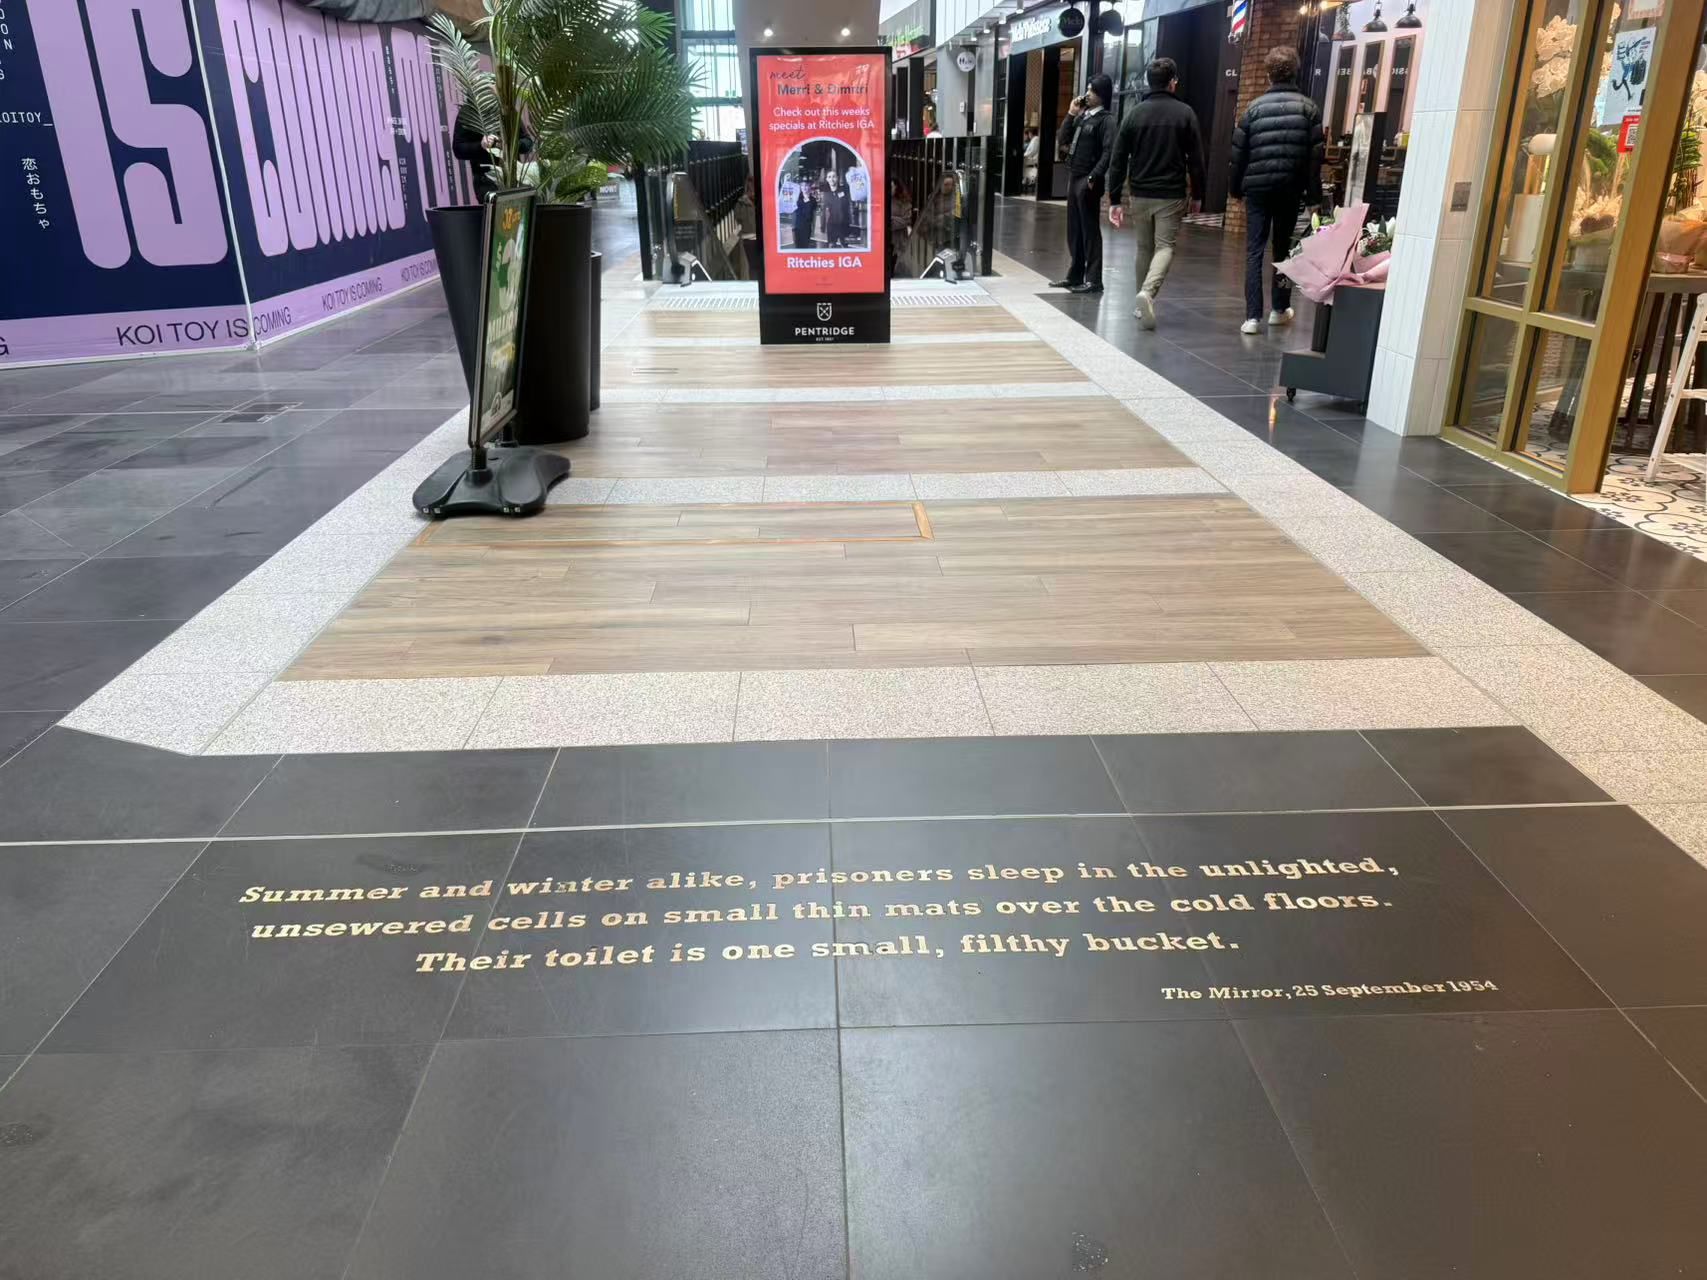 IS
COMING
恋おもちゃ
KOI TOY IS COMING
KOI TOY IS COMING
meet
Merri & Dimitri
Check out this weeks
specials at Ritchies IGA
Ritchies IGA
PENTRIDGE
Summer and winter alike, prisoners sleep in the unlighted,
unsewered cells on small thin mats over the cold floors.
Their toilet is one small, filthy bucket.
The Mirror, 25 September 1954